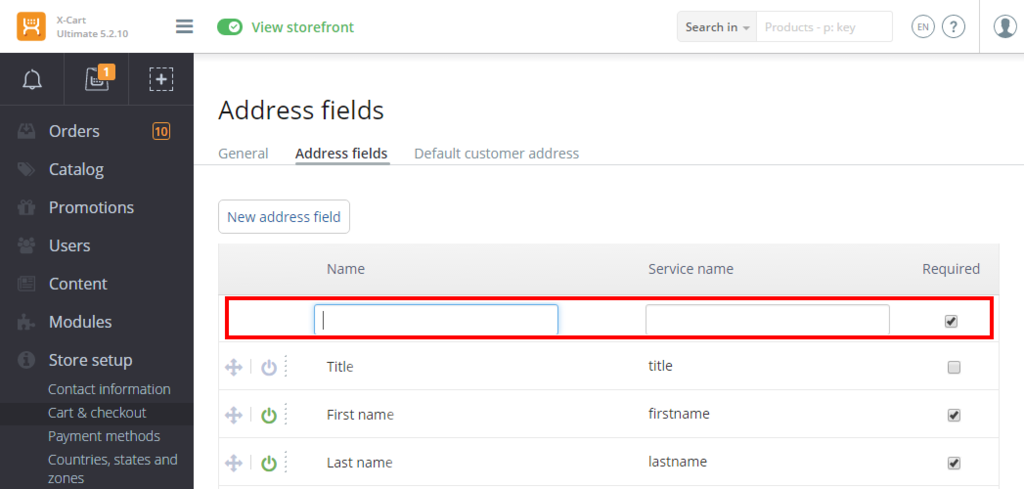 X-Cart
Ultimate 5.2.10
View storefront
Search in
Products - p: key
EN
?
1
Orders 10
Catalog
Promotions
Users
Content
Modules
Store setup
Contact information
Cart & checkout
Payment methods
Countries, states and
zones
Address fields
General Address fields Default customer address
New address field
Name Service name Required
Title title
First name firstname
Last name lastname